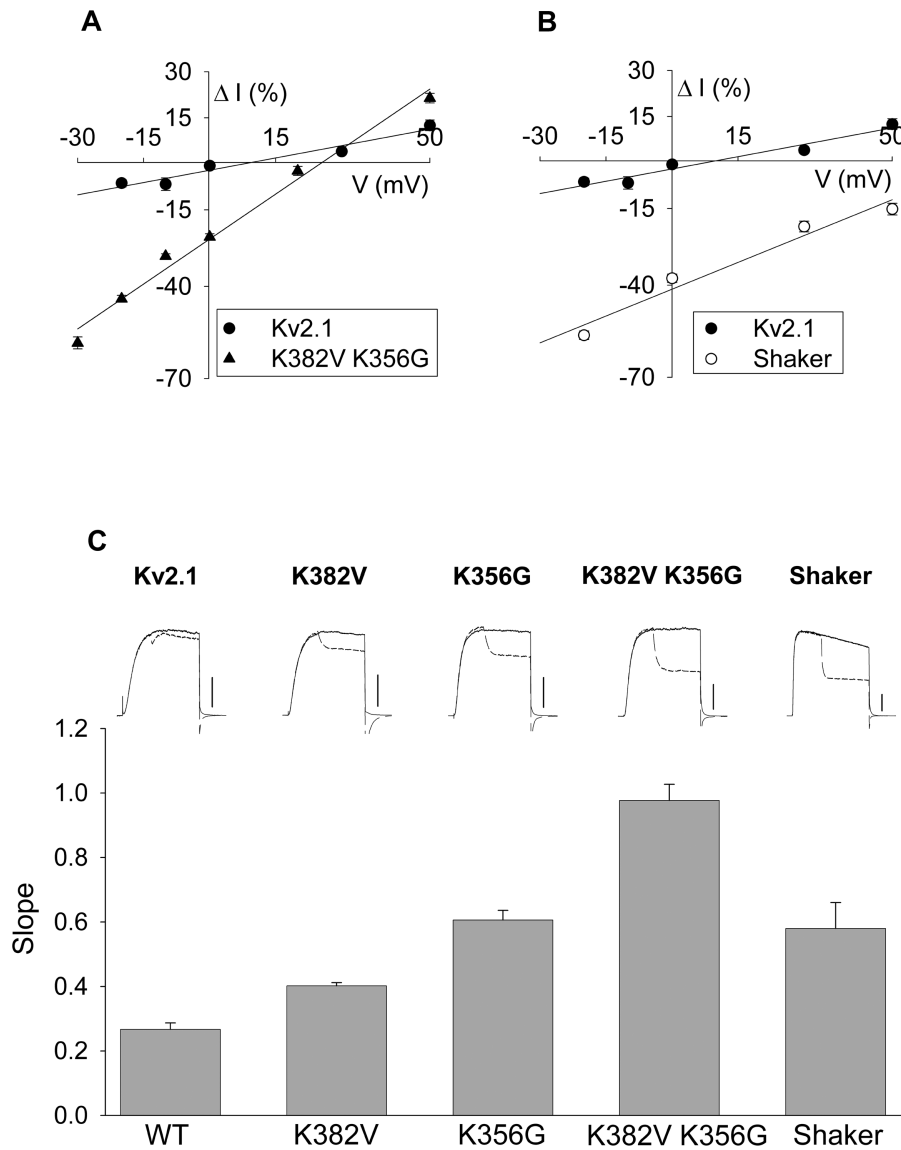 A
B
30
Δ I (%)
15
-30
-15
15
50
V (mV)
-15
-40
-70
Kv2.1
K382V K356G
30
Δ I (%)
15
-30
-15
15
50
V (mV)
-15
-40
-70
Kv2.1
Shaker
C
Kv2.1 K382V K356G K382V K356G Shaker
1.2
1.0
0.8
0.6
0.4
0.2
0.0
Slope
WT K382V K356G K382V K356G Shaker